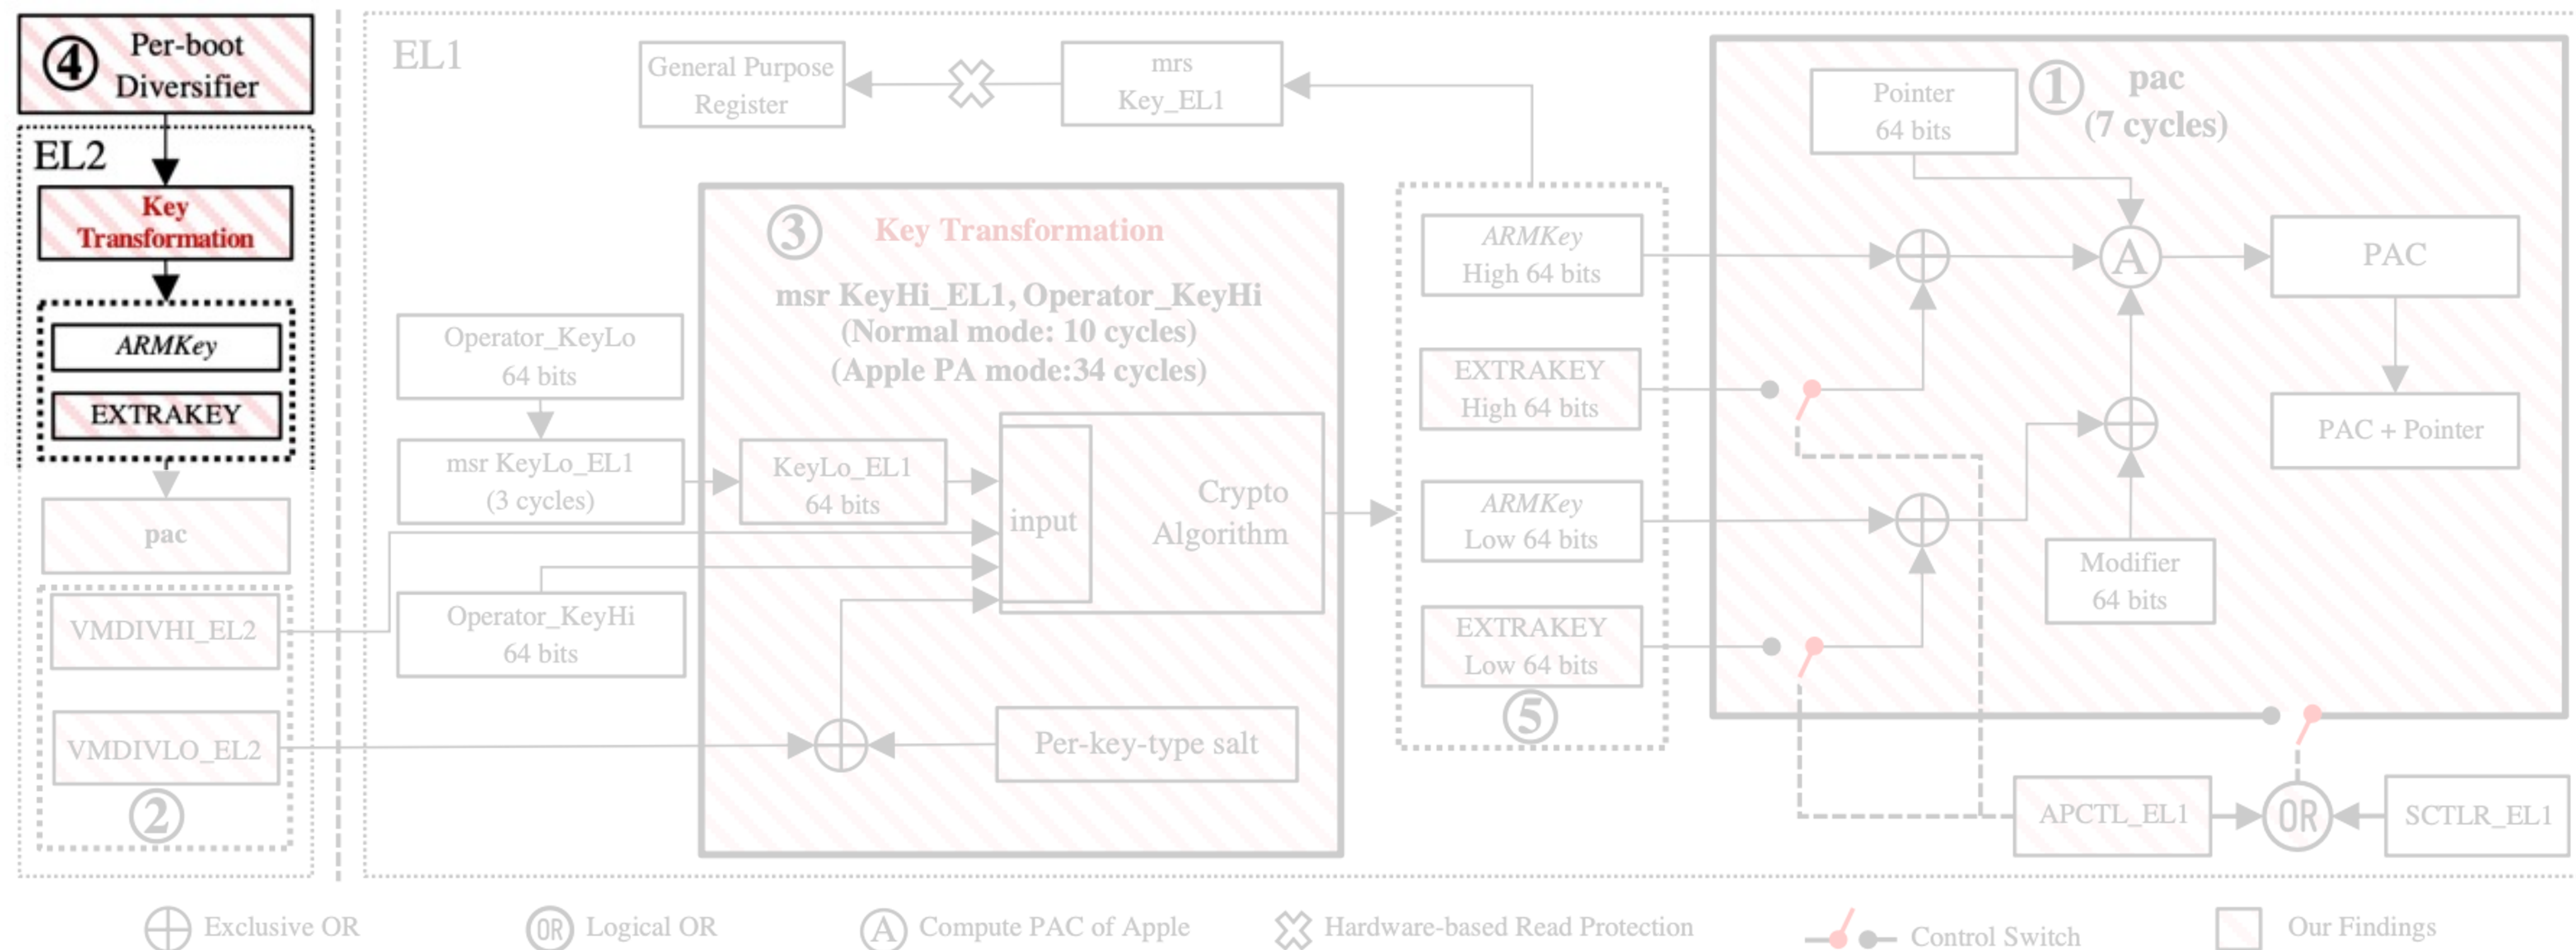 ④ Per-boot
Diversifier
EL2
Key
Transformation
ARMKey
EXTRAKEY
pac
VMDIVHI_EL2
VMDIVLO_EL2
②
EL1
General Purpose
Register
mrs
Key_EL1
③ Key Transformation
msr KeyHi_EL1, Operator_KeyHi
(Normal mode: 10 cycles)
(Apple PA mode:34 cycles)
Operator_KeyLo
64 bits
msr KeyLo_EL1
(3 cycles)
KeyLo_EL1
64 bits
input
Crypto
Algorithm
Operator_KeyHi
64 bits
Per-key-type salt
ARMKey
High 64 bits
EXTRAKEY
High 64 bits
ARMKey
Low 64 bits
EXTRAKEY
Low 64 bits
⑤
Pointer
64 bits
① pac
(7 cycles)
A
PAC
PAC + Pointer
Modifier
64 bits
APCTL_EL1
OR
SCTLR_EL1
Exclusive OR
OR Logical OR
A Compute PAC of Apple
Hardware-based Read Protection
Control Switch
Our Findings